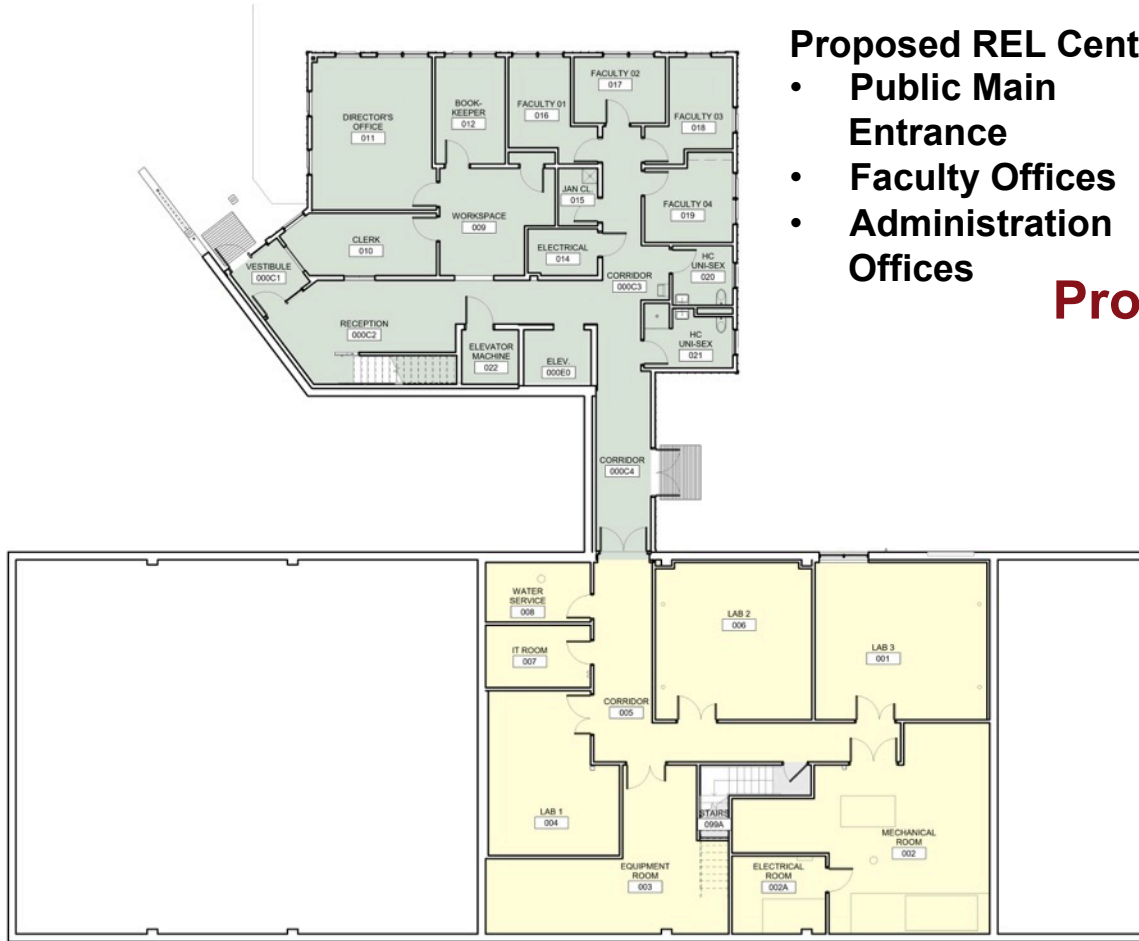 Proposed REL Cent
• Public Main
Entrance
• Faculty Offices
• Administration
Offices
Pro
DIRECTOR'S
OFFICE
011
BOOK-
KEEPER
012
FACULTY 01
016
FACULTY 02
017
FACULTY 03
018
JAN CL.
015
FACULTY 04
019
WORKSPACE
009
CLERK
010
ELECTRICAL
014
VESTIBULE
000C1
CORRIDOR
000C3
HC
UNI-SEX
020
RECEPTION
000C2
ELEVATOR
MACHINE
022
ELEV.
000E0
HC
UNI-SEX
021
CORRIDOR
000C4
WATER
SERVICE
008
LAB 2
006
IT ROOM
007
LAB 3
001
CORRIDOR
005
LAB 1
004
STAIRS
099A
MECHANICAL
ROOM
002
EQUIPMENT
ROOM
003
ELECTRICAL
ROOM
002A